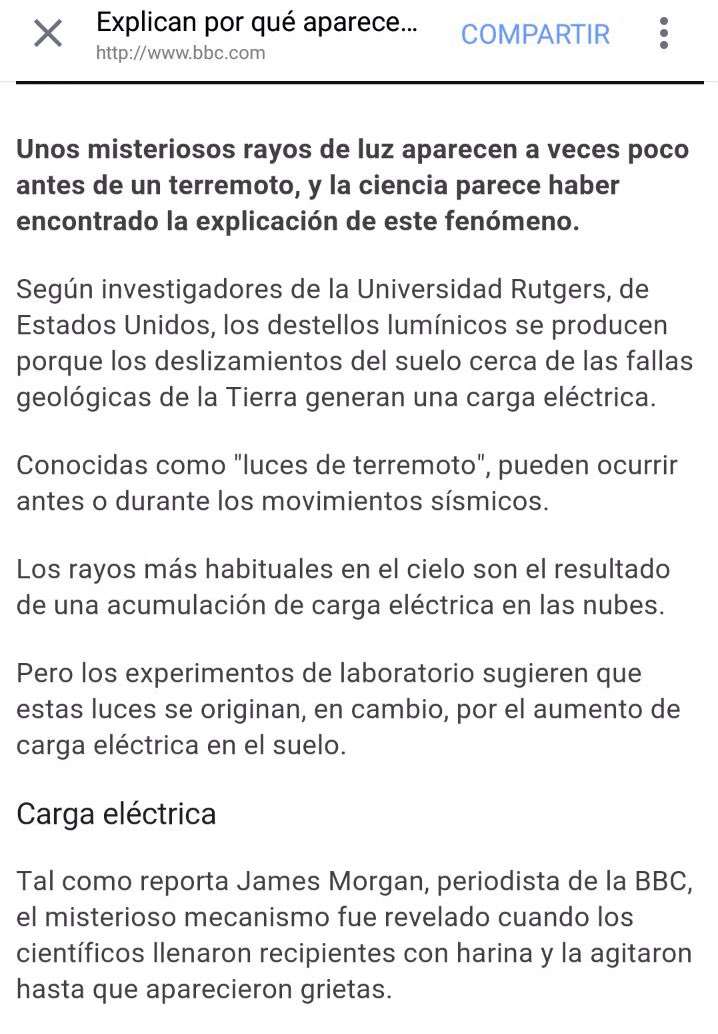 Explican por qué aparece...
COMPARTIR
http://www.bbc.com
Unos misteriosos rayos de luz aparecen a veces poco
antes de un terremoto, y la ciencia parece haber
encontrado la explicación de este fenómeno.
Según investigadores de la Universidad Rutgers, de
Estados Unidos, los destellos lumínicos se producen
porque los deslizamientos del suelo cerca de las fallas
geológicas de la Tierra generan una carga eléctrica.
Conocidas como "luces de terremoto", pueden ocurrir
antes o durante los movimientos sísmicos.
Los rayos más habituales en el cielo son el resultado
de una acumulación de carga eléctrica en las nubes.
Pero los experimentos de laboratorio sugieren que
estas luces se originan, en cambio, por el aumento de
carga eléctrica en el suelo.
Carga eléctrica
Tal como reporta James Morgan, periodista de la BBC,
el misterioso mecanismo fue revelado cuando los
científicos llenaron recipientes con harina y la agitaron
hasta que aparecieron grietas.